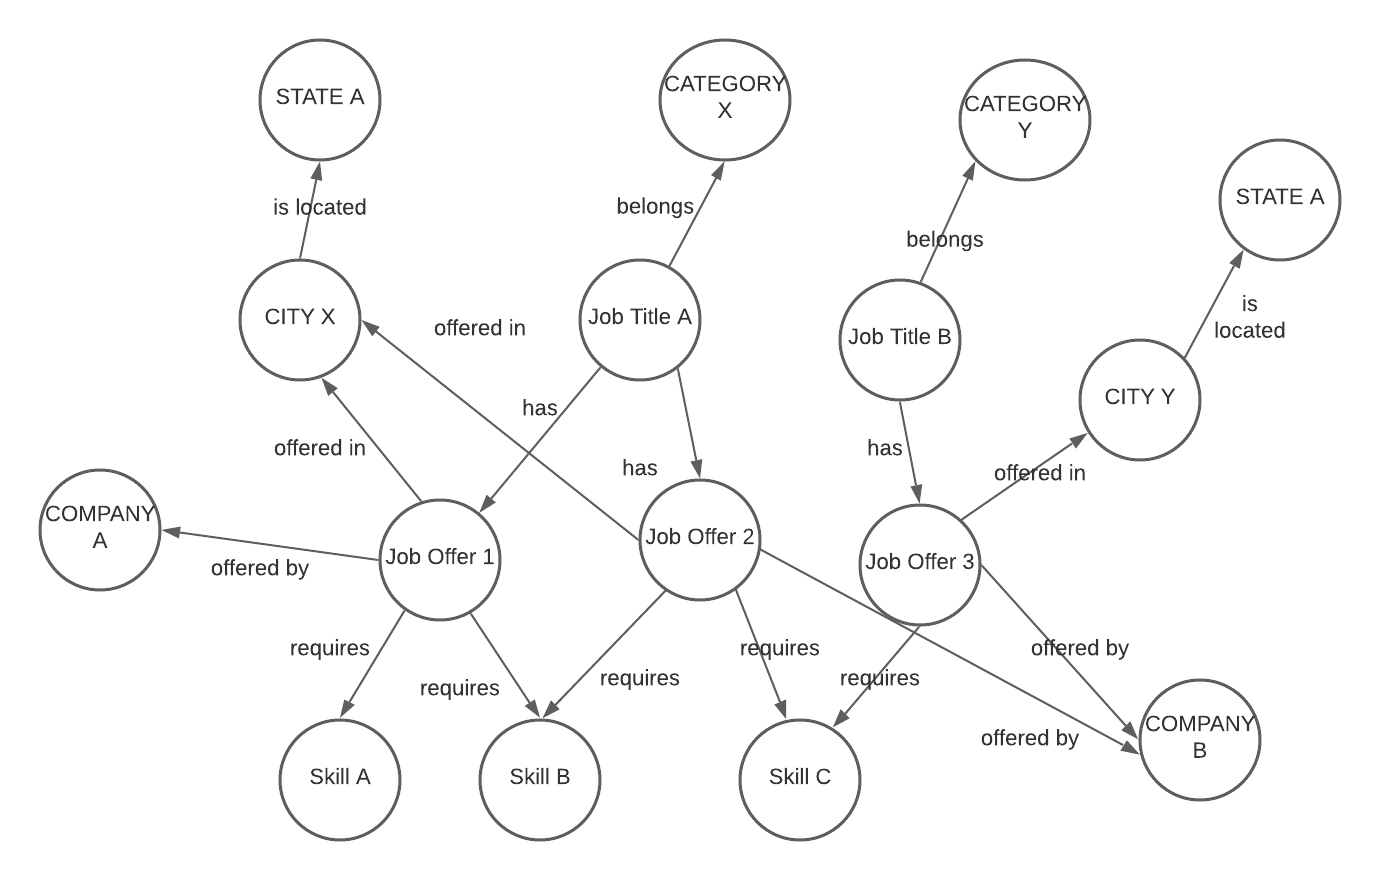 STATE A
CATEGORY
X
CATEGORY
Y
STATE A
is located
belongs
belongs
is
located
CITY X
offered in
Job Title A
Job Title B
CITY Y
has
offered in
has
has
offered in
COMPANY
A
offered by
Job Offer 1
Job Offer 2
Job Offer 3
requires
requires
requires
requires
requires
offered by
offered by
COMPANY
B
Skill A
Skill B
Skill C